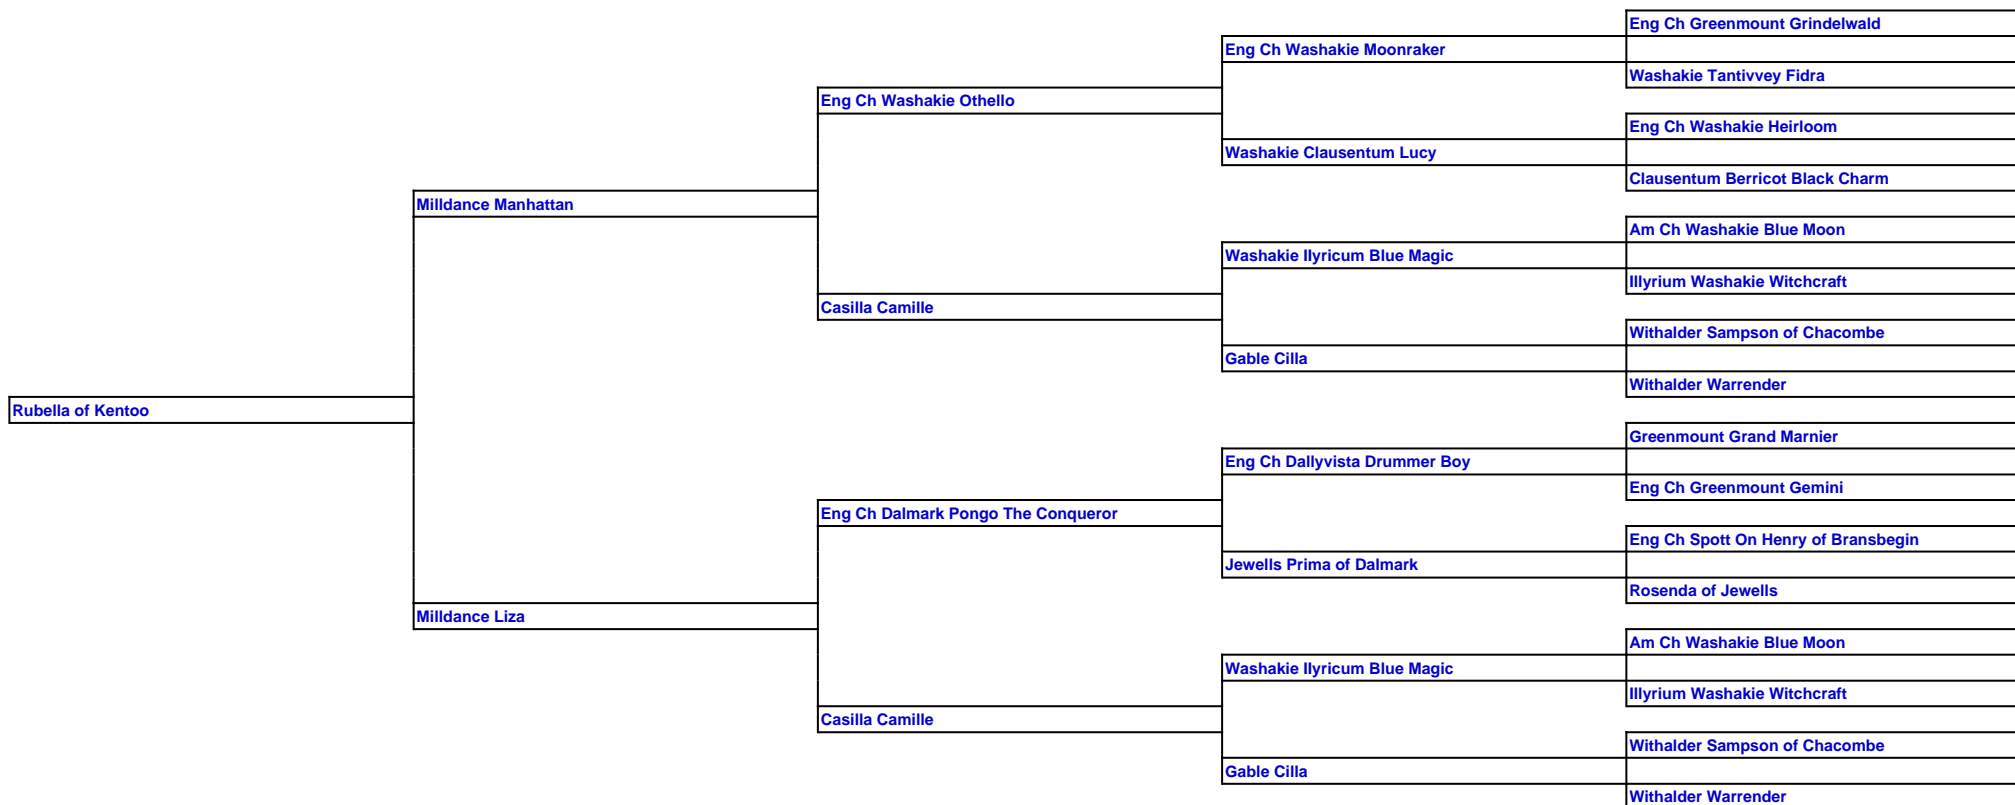 Eng Ch Greenmount Grindelwald
Eng Ch Washakie Moonraker
Washakie Tantivvey Fidra
Eng Ch Washakie Othello
Eng Ch Washakie Heirloom
Washakie Clausentum Lucy
Clausentum Berricot Black Charm
Milldance Manhattan
Am Ch Washakie Blue Moon
Washakie Ilyricum Blue Magic
Illyrium Washakie Witchcraft
Casilla Camille
Withalder Sampson of Chacombe
Gable Cilla
Withalder Warrender
Rubella of Kentoo
Greenmount Grand Marnier
Eng Ch Dallyvista Drummer Boy
Eng Ch Greenmount Gemini
Eng Ch Dalmark Pongo The Conqueror
Eng Ch Spott On Henry of Bransbegin
Jewells Prima of Dalmark
Rosenda of Jewells
Milldance Liza
Am Ch Washakie Blue Moon
Washakie Ilyricum Blue Magic
Illyrium Washakie Witchcraft
Casilla Camille
Withalder Sampson of Chacombe
Gable Cilla
Withalder Warrender